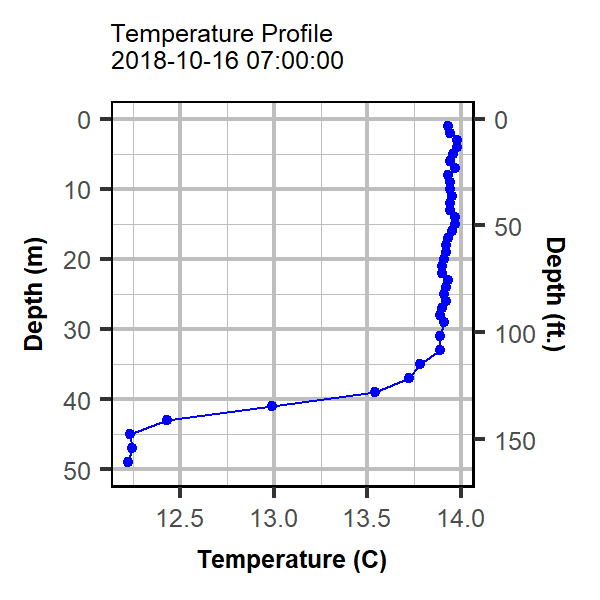 Temperature Profile
2018-10-16 07:00:00
0
10
20
30
40
50
Depth (m)
0
50
100
150
Depth (ft.)
12.5 13.0 13.5 14.0
Temperature (C)